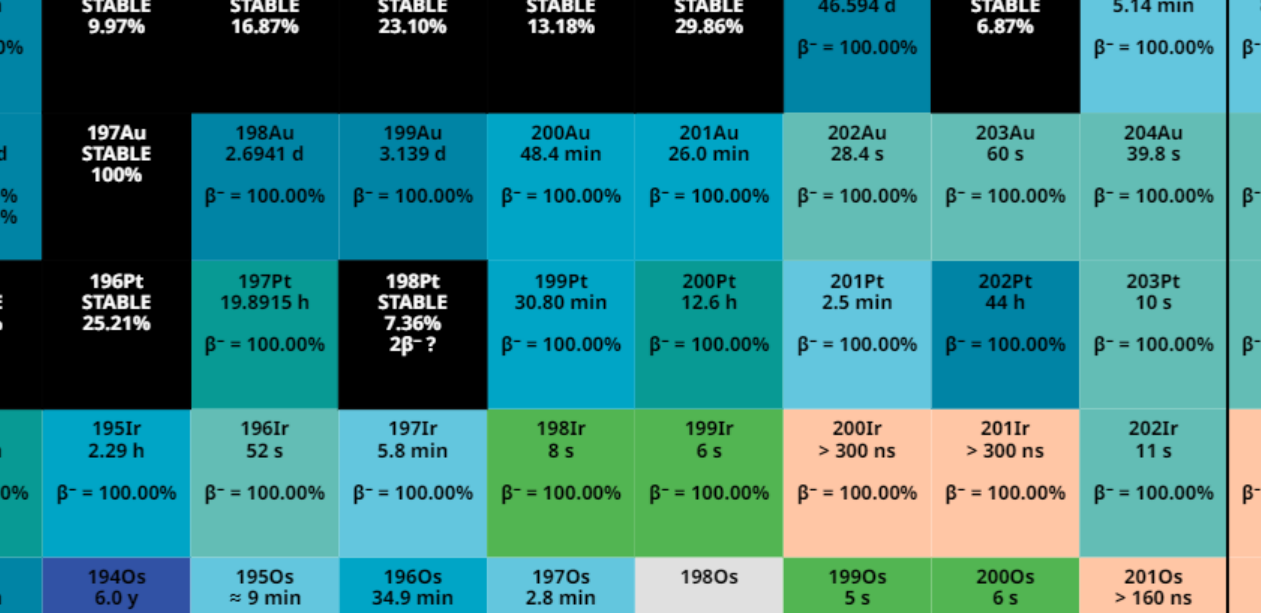 STABLE STABLE STABLE STABLE STABLE 46.594 d STABLE 5.14 min
9.97% 16.87% 23.10% 13.18% 29.86% 6.87%
0% β⁻ = 100.00% β⁻ = 100.00% β⁻
197Au 198Au 199Au 200Au 201Au 202Au 203Au 204Au
d STABLE 2.6941 d 3.139 d 48.4 min 26.0 min 28.4 s 60 s 39.8 s
100%
% β⁻ = 100.00% β⁻ = 100.00% β⁻ = 100.00% β⁻ = 100.00% β⁻ = 100.00% β⁻ = 100.00% β⁻ = 100.00% β⁻
%
196Pt 197Pt 198Pt 199Pt 200Pt 201Pt 202Pt 203Pt
STABLE 19.8915 h STABLE 30.80 min 12.6 h 2.5 min 44 h 10 s
25.21% 7.36%
β⁻ = 100.00% 2β⁻ ? β⁻ = 100.00% β⁻ = 100.00% β⁻ = 100.00% β⁻ = 100.00% β⁻ = 100.00% β⁻
195Ir 196Ir 197Ir 198Ir 199Ir 200Ir 201Ir 202Ir
2.29 h 52 s 5.8 min 8 s 6 s > 300 ns > 300 ns 11 s
0% β⁻ = 100.00% β⁻ = 100.00% β⁻ = 100.00% β⁻ = 100.00% β⁻ = 100.00% β⁻ = 100.00% β⁻ = 100.00% β⁻ = 100.00% β⁻
194Os 195Os 196Os 197Os 198Os 199Os 200Os 201Os
6.0 y ≈ 9 min 34.9 min 2.8 min 5 s 6 s > 160 ns